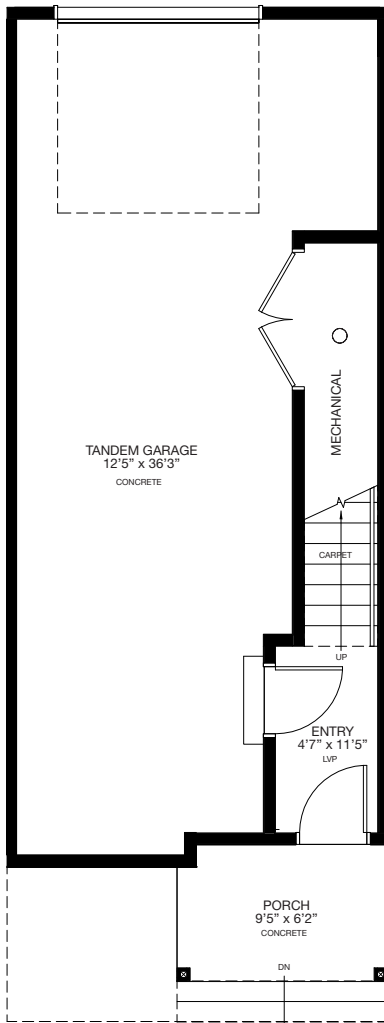 TANDEM GARAGE
12'5" x 36'3"
CONCRETE
MECHANICAL
CARPET
UP
ENTRY
4'7" x 11'5"
LVP
PORCH
9'5" x 6'2"
CONCRETE
DN